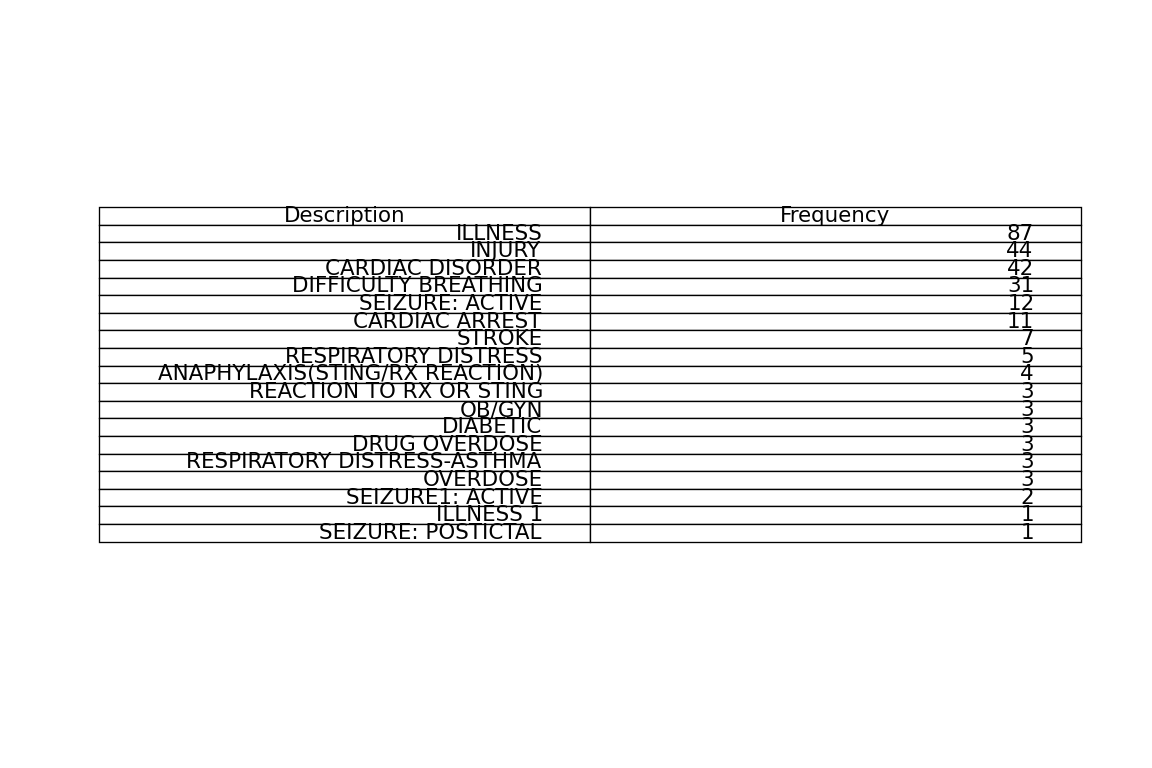 Description Frequency
ILLNESS 87
INJURY 44
CARDIAC DISORDER 42
DIFFICULTY BREATHING 31
SEIZURE: ACTIVE 12
CARDIAC ARREST 11
STROKE 7
RESPIRATORY DISTRESS 5
ANAPHYLAXIS(STING/RX REACTION) 4
REACTION TO RX OR STING 3
OB/GYN 3
DIABETIC 3
DRUG OVERDOSE 3
RESPIRATORY DISTRESS-ASTHMA 3
OVERDOSE 3
SEIZURE1: ACTIVE 2
ILLNESS 1 1
SEIZURE: POSTICTAL 1